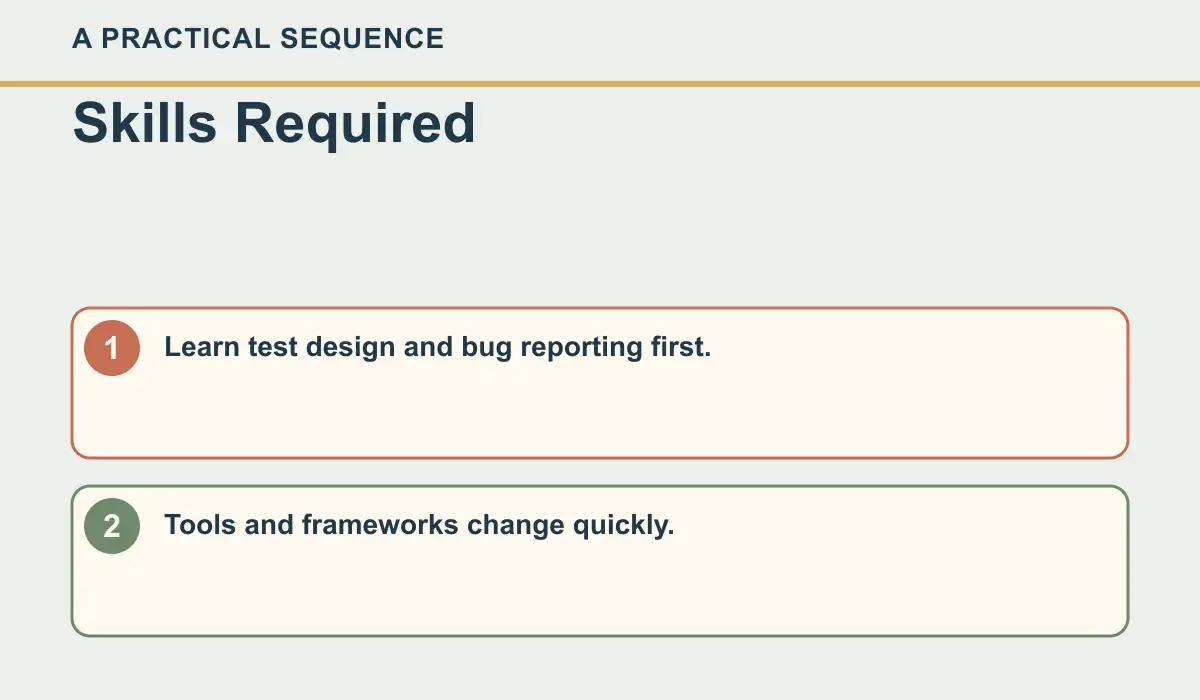 A PRACTICAL SEQUENCE
Skills Required
1
Learn test design and bug reporting first.
2
Tools and frameworks change quickly.